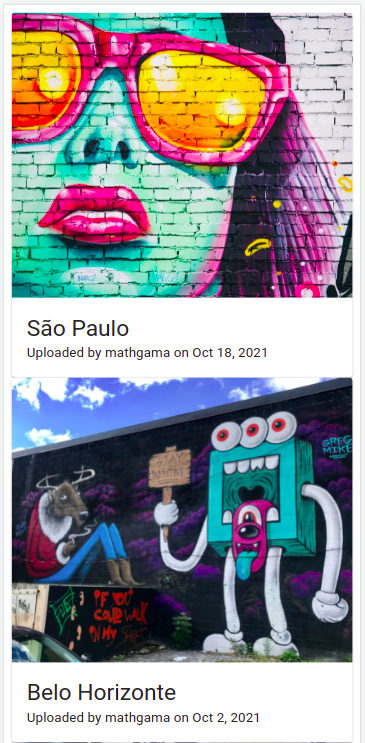 São Paulo
Uploaded by mathgama on Oct 18, 2021
STAY
POSITIVE
GREG
MIKE
IF YOU
COULD WALK
IN MY
Belo Horizonte
Uploaded by mathgama on Oct 2, 2021